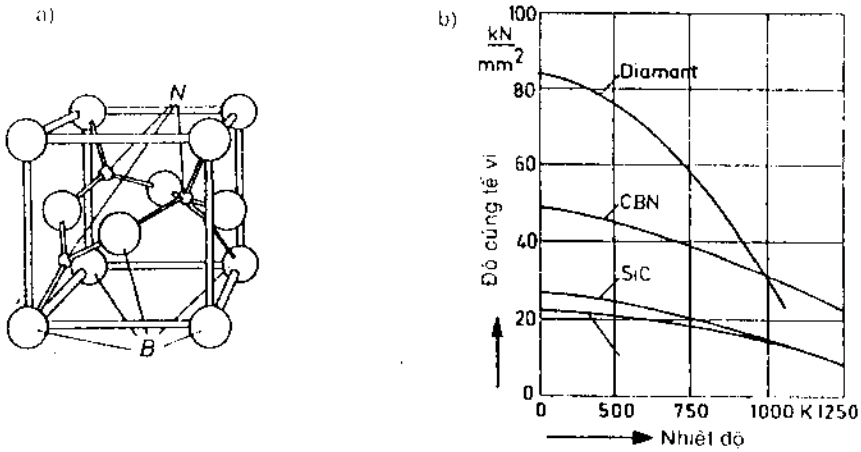 a)
N
B
b)
100
kN
mm²
80
60
40
20
0
Độ cứng tế vi
Diamant
CBN
SiC
0 500 750 1000 K 1250
Nhiệt độ